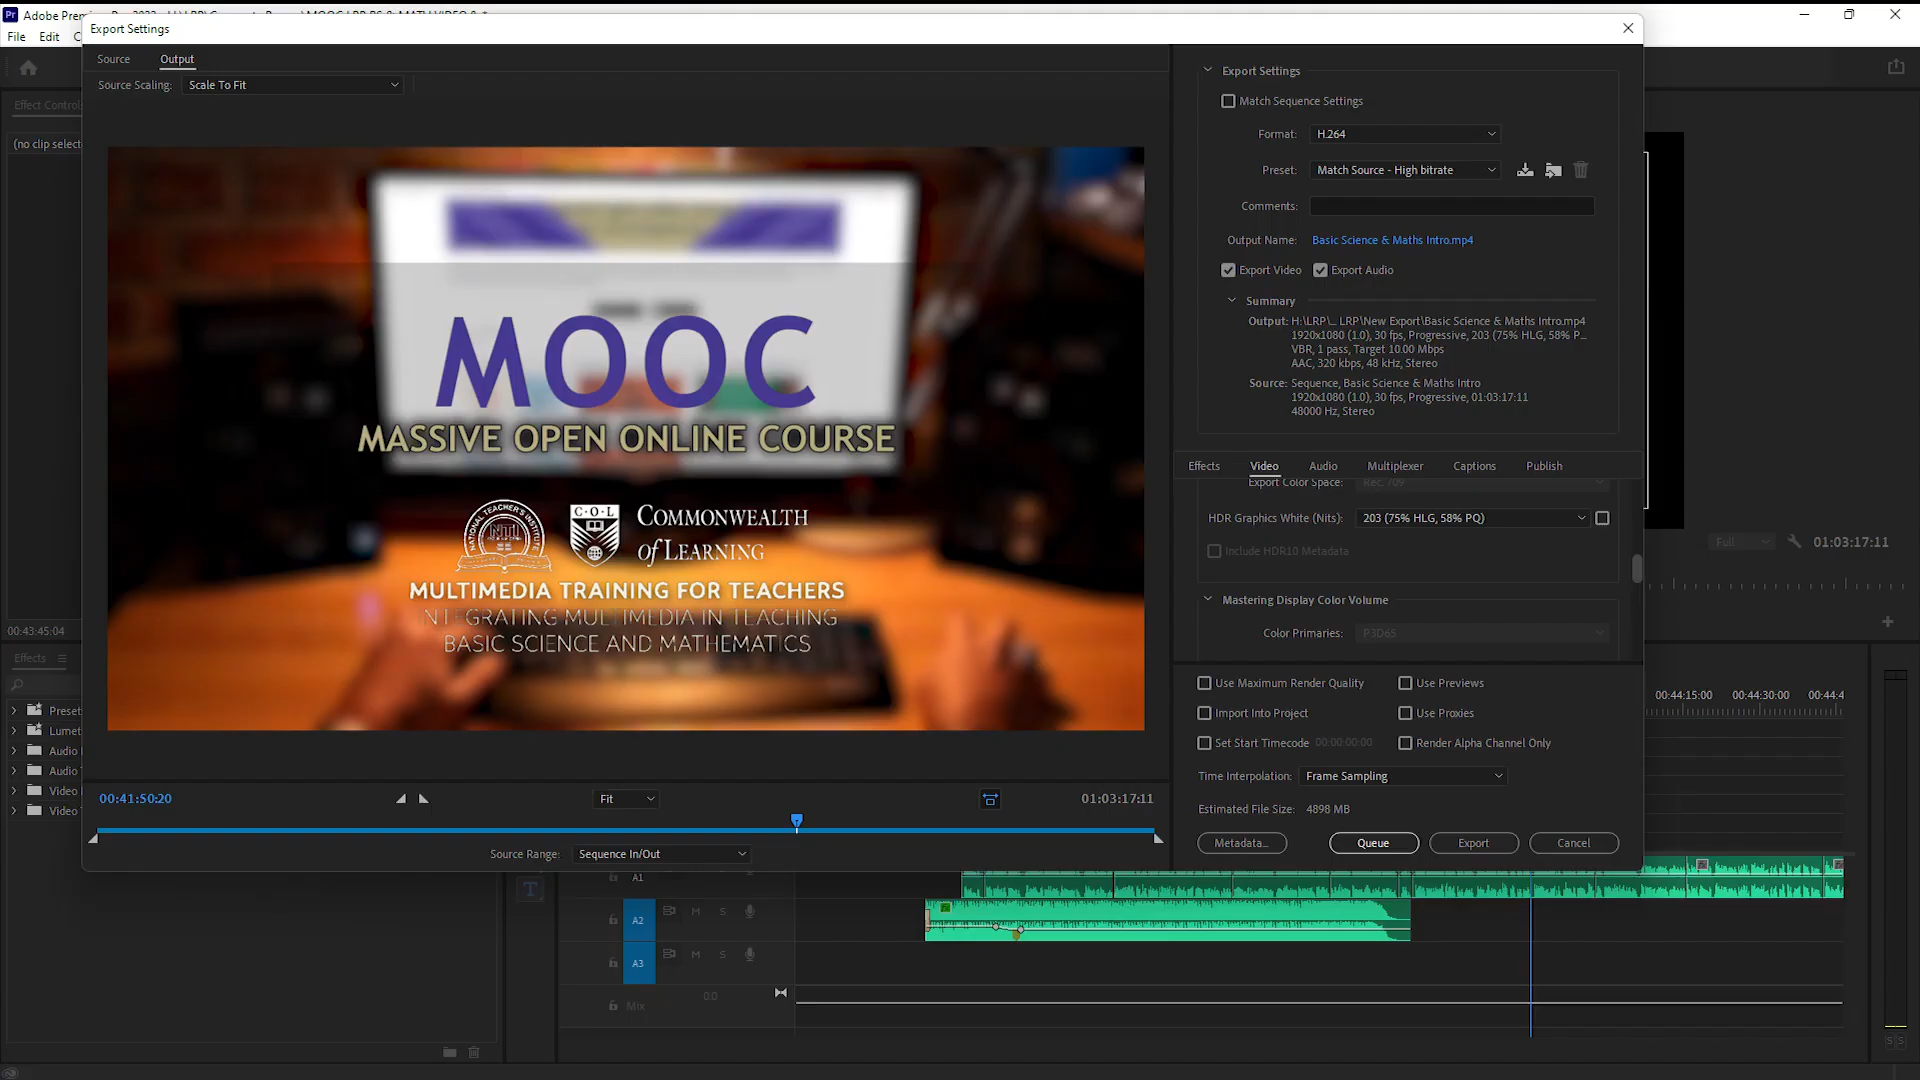 Export Settings
File Edit
Source Output
Source Scaling: Scale To Fit
Effect Control
(no clip select
MOOC
MASSIVE OPEN ONLINE COURSE
NATIONAL TEACHER'S INSTITUTE
NTI
C·O·L
COMMONWEALTH
of LEARNING
MULTIMEDIA TRAINING FOR TEACHERS
INTEGRATING MULTIMEDIA IN TEACHING
BASIC SCIENCE AND MATHEMATICS
00:41:50:20 Fit 01:03:17:11
Source Range: Sequence In/Out
Export Settings
Match Sequence Settings
Format: H.264
Preset: Match Source - High bitrate
Comments:
Output Name: Basic Science & Maths Intro.mp4
Export Video Export Audio
Summary
Output: H:\LRP\... LRP\New Export\Basic Science & Maths Intro.mp4
1920x1080 (1.0), 30 fps, Progressive, 203 (75% HLG, 58% P...
VBR, 1 pass, Target 10.00 Mbps
AAC, 320 kbps, 48 kHz, Stereo
Source: Sequence, Basic Science & Maths Intro
1920x1080 (1.0), 30 fps, Progressive, 01:03:17:11
48000 Hz, Stereo
Effects Video Audio Multiplexer Captions Publish
Export Color Space: Rec. 709
HDR Graphics White (Nits): 203 (75% HLG, 58% PQ)
Include HDR10 Metadata
Mastering Display Color Volume
Color Primaries: P3D65
Use Maximum Render Quality Use Previews
Import Into Project Use Proxies
Set Start Timecode 00:00:00:00 Render Alpha Channel Only
Time Interpolation: Frame Sampling
Estimated File Size: 4898 MB
Metadata... Queue Export Cancel
00:43:45:04
Effects
Presets
Lumet
Audio
Audio
Video
Video
Full 01:03:17:11
00:44:15:00 00:44:30:00 00:44:4
A1
A2 M S
A3 M S
Mix 0.0
S S